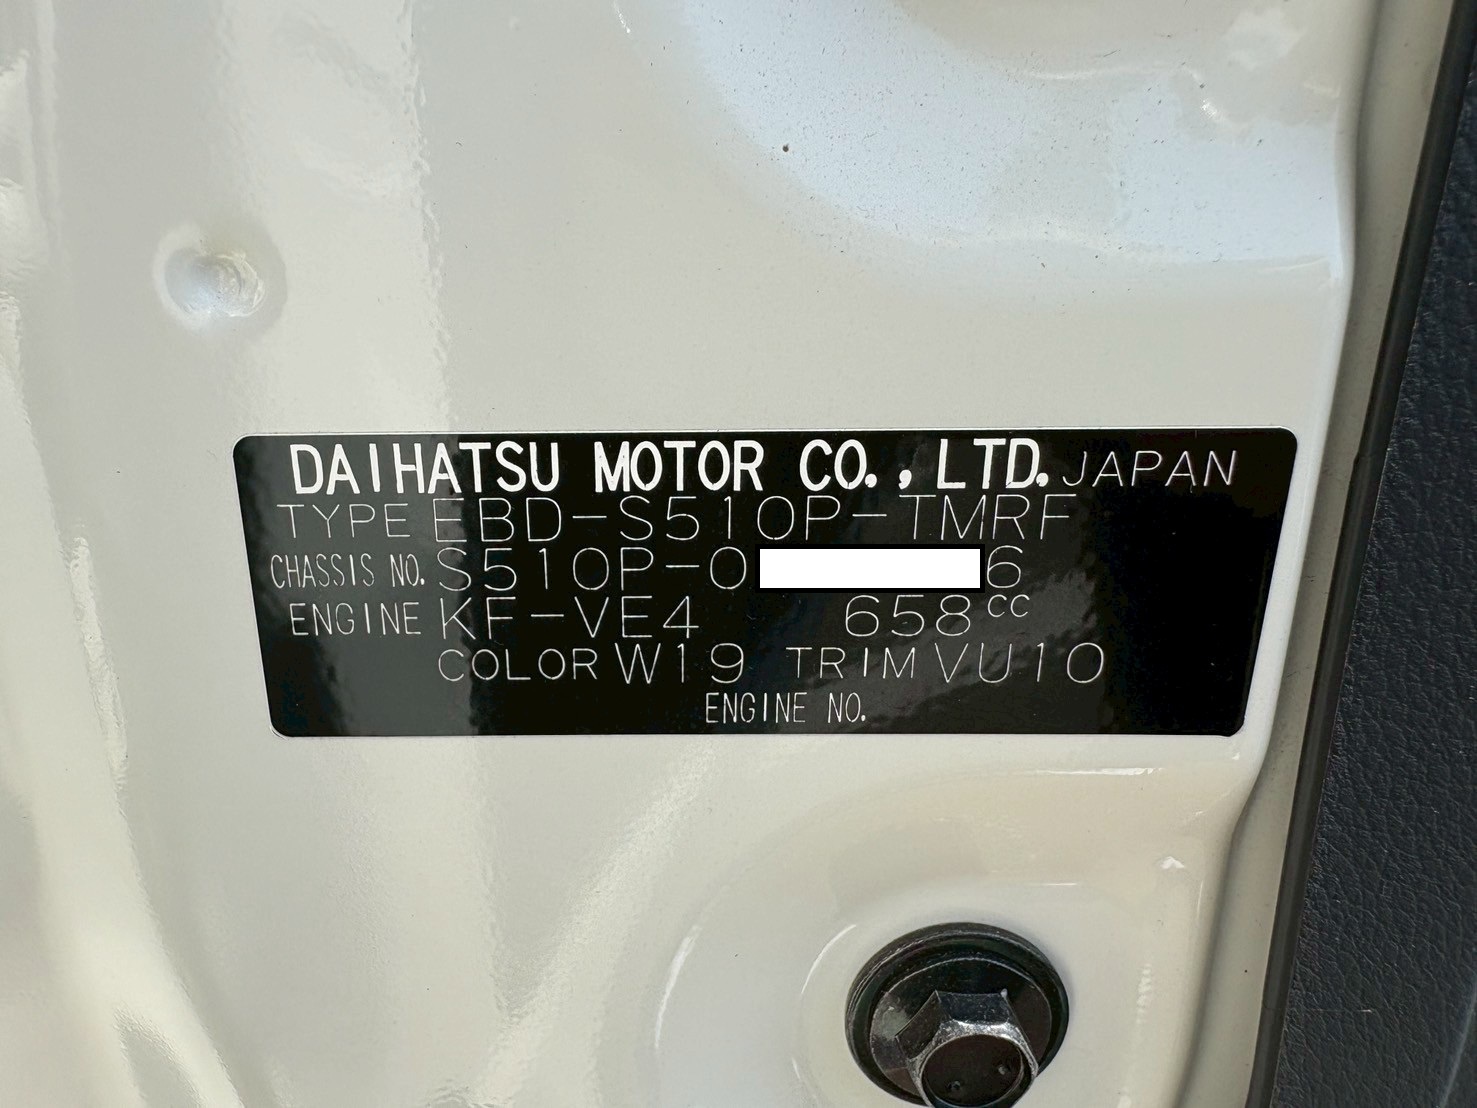 DAIHATSU MOTOR CO.,LTD. JAPAN
TYPE EBD-S510P-TMRF
CHASSIS NO. S510P-0 6
ENGINE KF-VE4 658cc
COLOR W19 TRIM VU10
ENGINE NO.